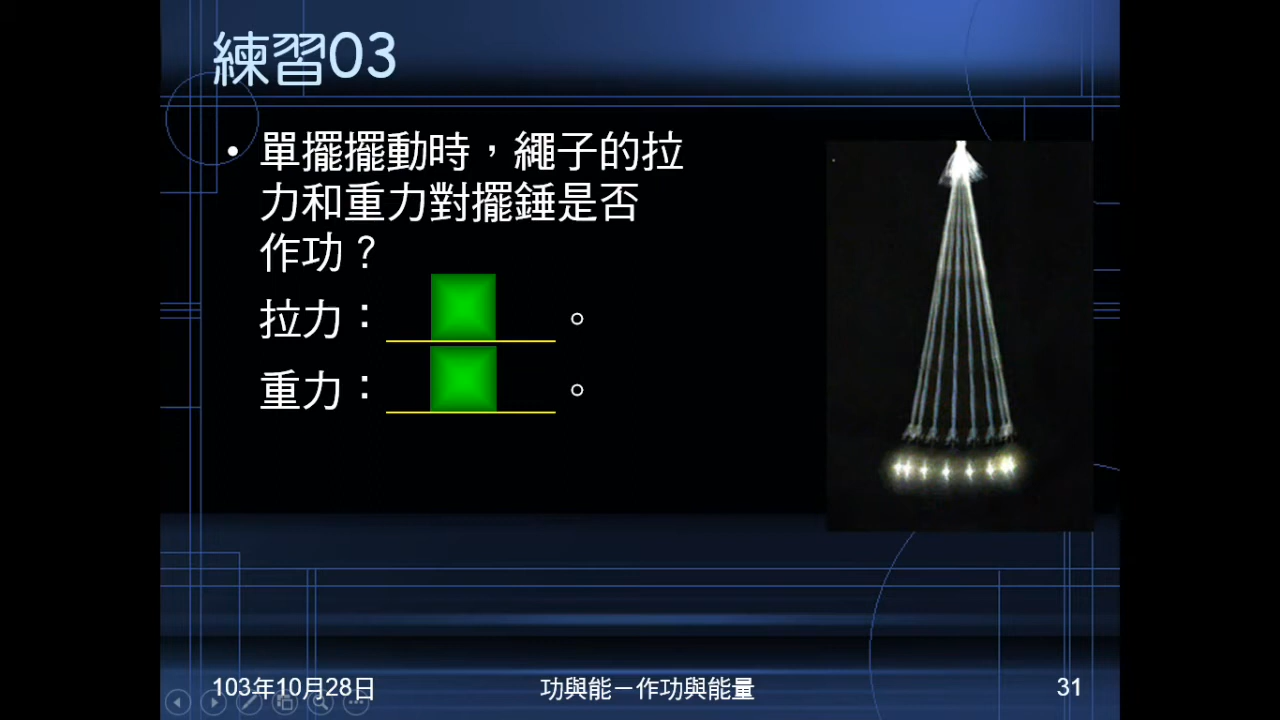 練習03
•單擺擺動時，繩子的拉
力和重力對擺錘是否
作功？
拉力：　　　。
重力：　　　。
103年10月28日
功與能－作功與能量
31